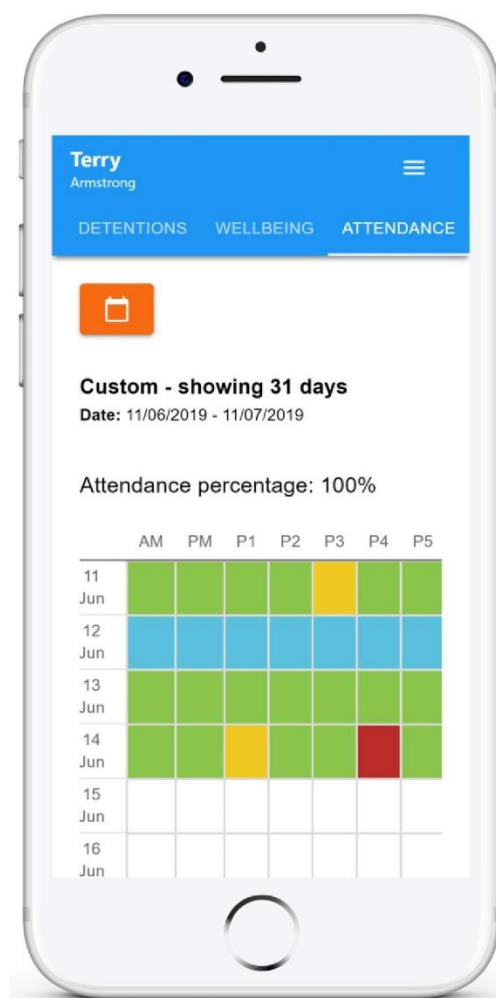 Terry
Armstrong
DETENTIONS WELLBEING ATTENDANCE
Custom - showing 31 days
Date: 11/06/2019 - 11/07/2019
Attendance percentage: 100%
AM PM P1 P2 P3 P4 P5
11
Jun
12
Jun
13
Jun
14
Jun
15
Jun
16
Jun